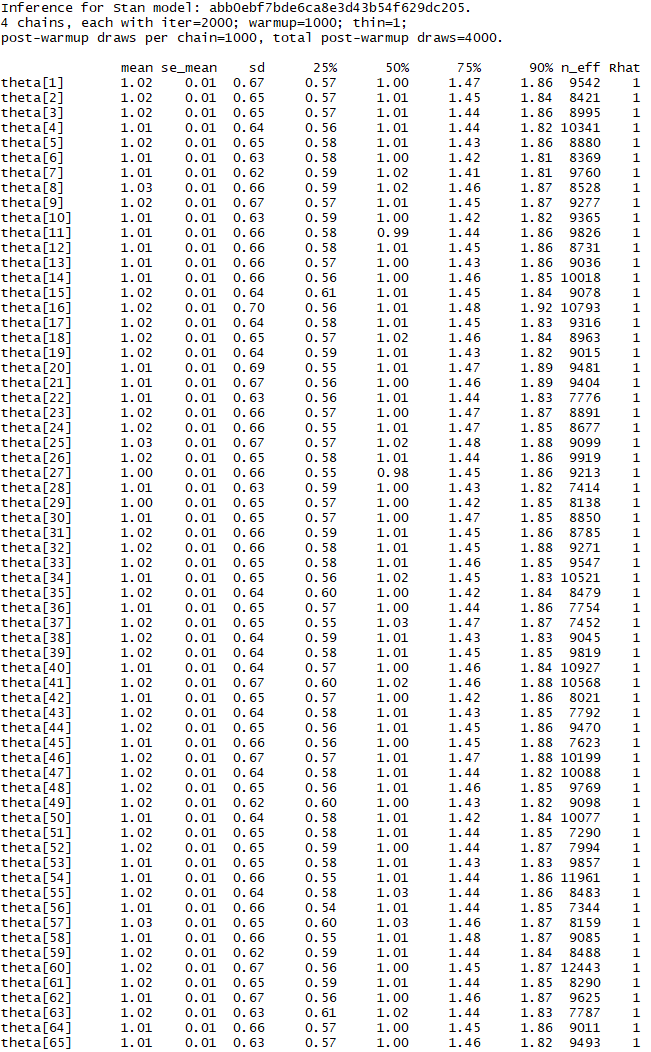 Inference for Stan model: abb0ebf7bde6ca8e3d43b54f629dc205.
4 chains, each with iter=2000; warmup=1000; thin=1;
post-warmup draws per chain=1000, total post-warmup draws=4000.
mean se_mean sd 25% 50% 75% 90% n_eff Rhat
theta[1] 1.02 0.01 0.67 0.57 1.00 1.47 1.86 9542 1
theta[2] 1.02 0.01 0.65 0.57 1.01 1.45 1.84 8421 1
theta[3] 1.02 0.01 0.65 0.57 1.01 1.44 1.86 8995 1
theta[4] 1.01 0.01 0.64 0.56 1.01 1.44 1.82 10341 1
theta[5] 1.02 0.01 0.65 0.58 1.01 1.43 1.86 8880 1
theta[6] 1.01 0.01 0.63 0.58 1.00 1.42 1.81 8369 1
theta[7] 1.01 0.01 0.62 0.59 1.02 1.41 1.81 9760 1
theta[8] 1.03 0.01 0.66 0.59 1.02 1.46 1.87 8528 1
theta[9] 1.02 0.01 0.67 0.57 1.01 1.45 1.87 9277 1
theta[10] 1.01 0.01 0.63 0.59 1.00 1.42 1.82 9365 1
theta[11] 1.01 0.01 0.66 0.58 0.99 1.44 1.86 9826 1
theta[12] 1.01 0.01 0.66 0.58 1.01 1.45 1.86 8731 1
theta[13] 1.01 0.01 0.66 0.57 1.00 1.43 1.86 9036 1
theta[14] 1.01 0.01 0.66 0.56 1.00 1.46 1.85 10018 1
theta[15] 1.02 0.01 0.64 0.61 1.01 1.45 1.84 9078 1
theta[16] 1.02 0.01 0.70 0.56 1.01 1.48 1.92 10793 1
theta[17] 1.02 0.01 0.64 0.58 1.01 1.45 1.83 9316 1
theta[18] 1.02 0.01 0.65 0.57 1.02 1.46 1.84 8963 1
theta[19] 1.02 0.01 0.64 0.59 1.01 1.43 1.82 9015 1
theta[20] 1.01 0.01 0.69 0.55 1.01 1.47 1.89 9481 1
theta[21] 1.01 0.01 0.67 0.56 1.00 1.46 1.89 9404 1
theta[22] 1.01 0.01 0.63 0.56 1.01 1.44 1.83 7776 1
theta[23] 1.02 0.01 0.66 0.57 1.00 1.47 1.87 8891 1
theta[24] 1.02 0.01 0.66 0.55 1.01 1.47 1.85 8677 1
theta[25] 1.03 0.01 0.67 0.57 1.02 1.48 1.88 9099 1
theta[26] 1.02 0.01 0.65 0.58 1.01 1.44 1.86 9919 1
theta[27] 1.00 0.01 0.66 0.55 0.98 1.45 1.86 9213 1
theta[28] 1.01 0.01 0.63 0.59 1.00 1.43 1.82 7414 1
theta[29] 1.00 0.01 0.65 0.57 1.00 1.42 1.85 8138 1
theta[30] 1.01 0.01 0.65 0.57 1.00 1.47 1.85 8850 1
theta[31] 1.02 0.01 0.66 0.59 1.01 1.45 1.86 8785 1
theta[32] 1.02 0.01 0.66 0.58 1.01 1.45 1.88 9271 1
theta[33] 1.02 0.01 0.65 0.58 1.01 1.46 1.85 9547 1
theta[34] 1.01 0.01 0.65 0.56 1.02 1.45 1.83 10521 1
theta[35] 1.02 0.01 0.64 0.60 1.00 1.42 1.84 8479 1
theta[36] 1.01 0.01 0.65 0.57 1.00 1.44 1.86 7754 1
theta[37] 1.02 0.01 0.65 0.55 1.03 1.47 1.87 7452 1
theta[38] 1.02 0.01 0.64 0.59 1.01 1.43 1.83 9045 1
theta[39] 1.02 0.01 0.64 0.58 1.01 1.45 1.85 9819 1
theta[40] 1.01 0.01 0.64 0.57 1.00 1.46 1.84 10927 1
theta[41] 1.02 0.01 0.67 0.60 1.02 1.46 1.88 10568 1
theta[42] 1.01 0.01 0.65 0.57 1.00 1.42 1.86 8021 1
theta[43] 1.02 0.01 0.64 0.58 1.01 1.43 1.85 7792 1
theta[44] 1.02 0.01 0.65 0.56 1.01 1.45 1.86 9470 1
theta[45] 1.01 0.01 0.66 0.56 1.00 1.45 1.88 7623 1
theta[46] 1.02 0.01 0.67 0.57 1.01 1.47 1.88 10199 1
theta[47] 1.02 0.01 0.64 0.58 1.01 1.44 1.82 10088 1
theta[48] 1.02 0.01 0.65 0.56 1.01 1.46 1.85 9769 1
theta[49] 1.02 0.01 0.62 0.60 1.00 1.43 1.82 9098 1
theta[50] 1.01 0.01 0.64 0.58 1.01 1.42 1.84 10077 1
theta[51] 1.02 0.01 0.65 0.58 1.01 1.44 1.85 7290 1
theta[52] 1.02 0.01 0.65 0.59 1.00 1.44 1.87 7994 1
theta[53] 1.01 0.01 0.65 0.58 1.01 1.43 1.83 9857 1
theta[54] 1.01 0.01 0.66 0.55 1.01 1.44 1.86 11961 1
theta[55] 1.02 0.01 0.64 0.58 1.03 1.44 1.86 8483 1
theta[56] 1.01 0.01 0.66 0.54 1.01 1.44 1.85 7344 1
theta[57] 1.03 0.01 0.65 0.60 1.03 1.46 1.87 8159 1
theta[58] 1.01 0.01 0.66 0.55 1.01 1.48 1.87 9085 1
theta[59] 1.02 0.01 0.62 0.59 1.01 1.44 1.84 8488 1
theta[60] 1.02 0.01 0.67 0.56 1.00 1.45 1.87 12443 1
theta[61] 1.02 0.01 0.65 0.59 1.01 1.44 1.85 8290 1
theta[62] 1.01 0.01 0.67 0.56 1.00 1.46 1.87 9625 1
theta[63] 1.02 0.01 0.63 0.61 1.02 1.44 1.83 7787 1
theta[64] 1.01 0.01 0.66 0.57 1.00 1.45 1.86 9011 1
theta[65] 1.01 0.01 0.63 0.57 1.00 1.46 1.82 9493 1